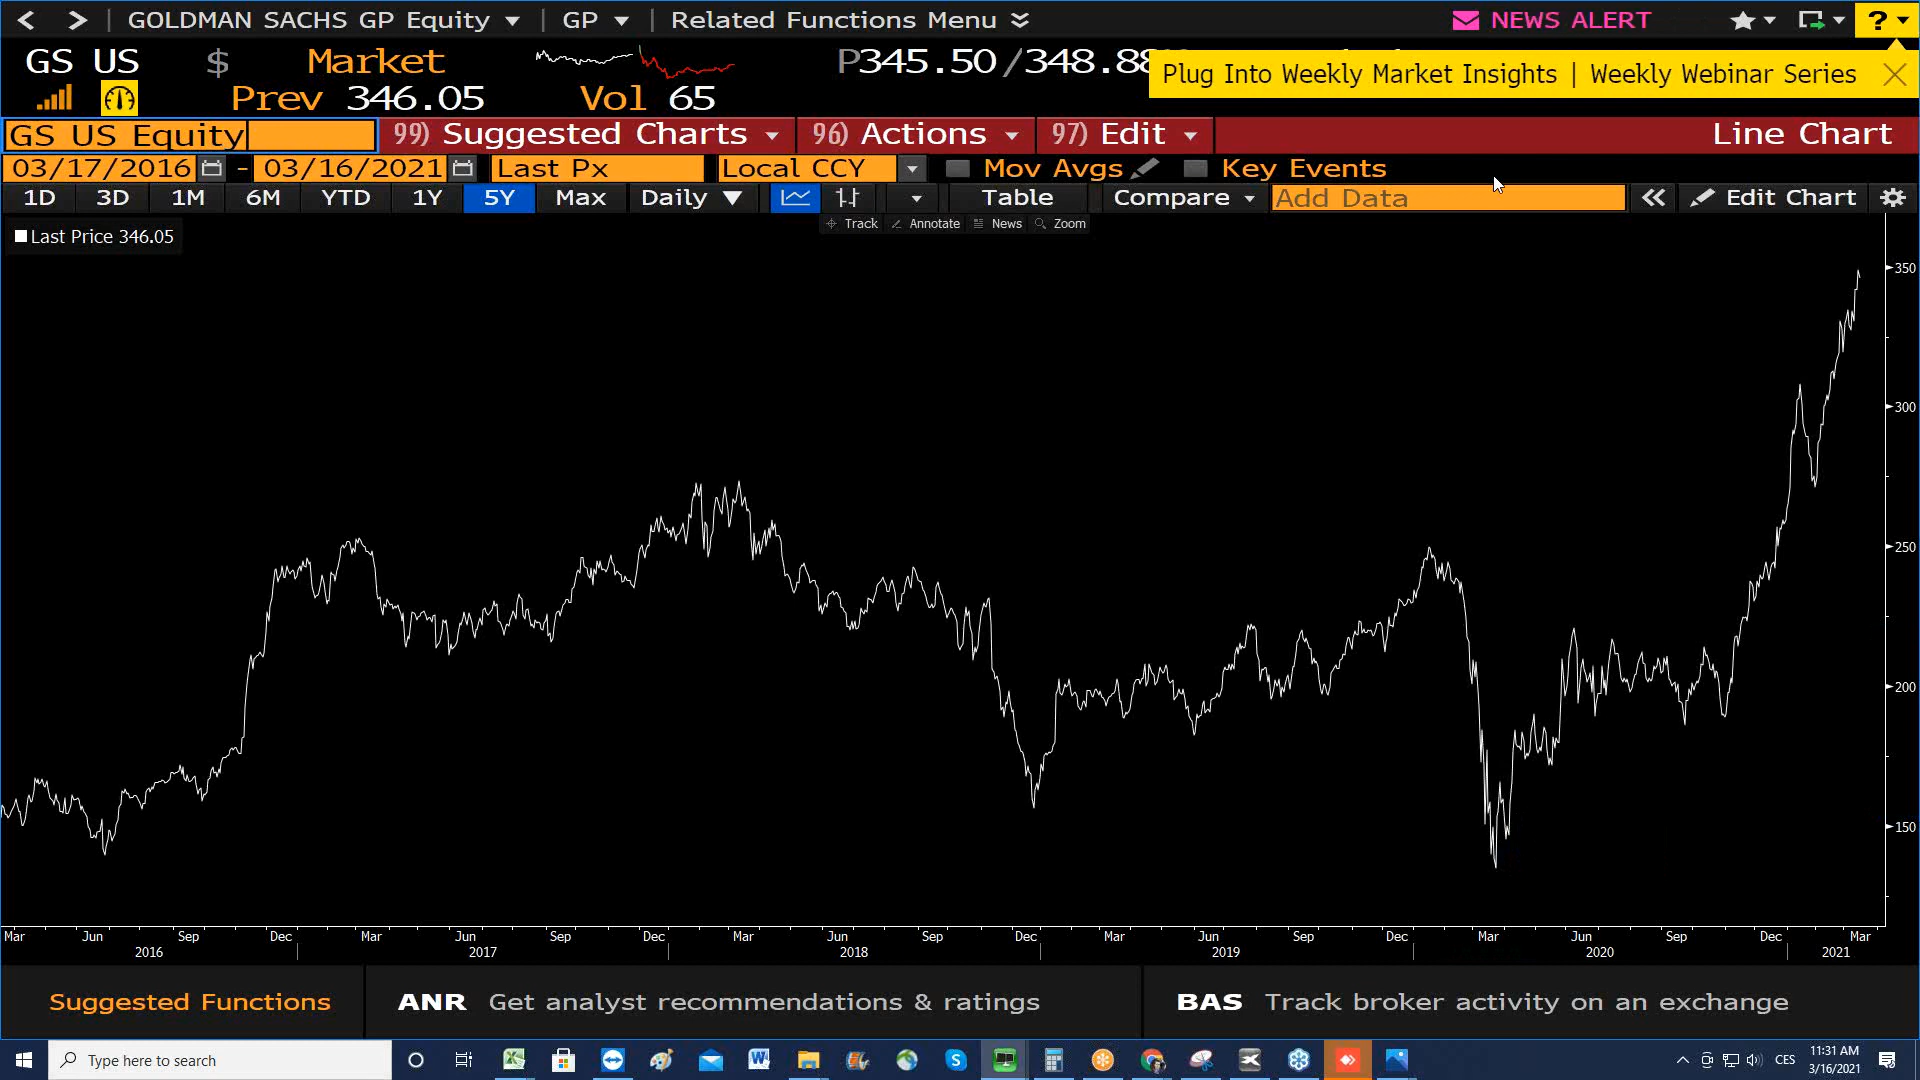 GOLDMAN SACHS GP Equity | GP | Related Functions Menu NEWS ALERT ?
GS US $ Market P345.50/348.88
Plug Into Weekly Market Insights | Weekly Webinar Series
Prev 346.05 Vol 65
GS US Equity 99) Suggested Charts 96) Actions 97) Edit Line Chart
03/17/2016 - 03/16/2021 Last Px Local CCY Mov Avgs Key Events
1D 3D 1M 6M YTD 1Y 5Y Max Daily Table Compare Add Data « Edit Chart
Track Annotate News Zoom
Last Price 346.05
350
300
250
200
150
Mar Jun Sep Dec Mar Jun Sep Dec Mar Jun Sep Dec Mar Jun Sep Dec Mar Jun Sep Dec Mar
2016 2017 2018 2019 2020 2021
Suggested Functions ANR Get analyst recommendations & ratings BAS Track broker activity on an exchange
Type here to search
CES
11:31 AM
3/16/2021